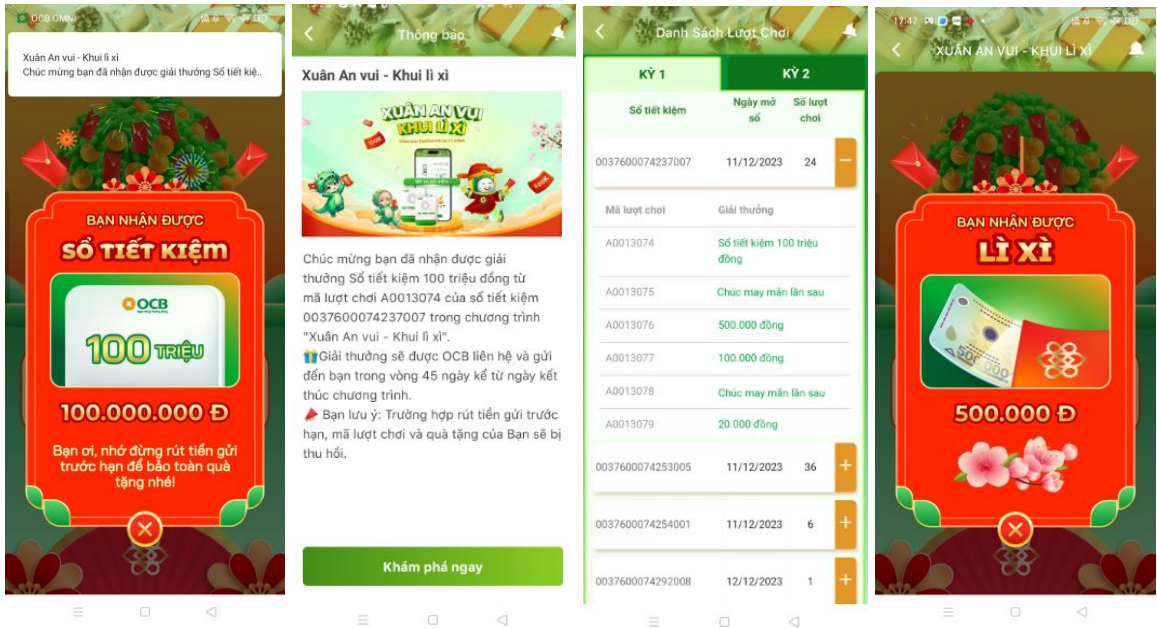 OCB OMNI
Xuân An vui - Khui lì xì
Chúc mừng bạn đã nhận được giải thưởng Sổ tiết kiệ..
BẠN NHẬN ĐƯỢC
SỔ TIẾT KIỆM
OCB
100 TRIỆU
100.000.000 Đ
Bạn ơi, nhớ đừng rút tiền gửi
trước hạn để bảo toàn quà
tặng nhé!
Thông báo
Xuân An vui - Khui lì xì
XUÂN AN VUI
KHUI LÌ XÌ
Chúc mừng bạn đã nhận được giải
thưởng Sổ tiết kiệm 100 triệu đồng từ
mã lượt chơi A0013074 của sổ tiết kiệm
0037600074237007 trong chương trình
"Xuân An vui - Khui lì xì".
Giải thưởng sẽ được OCB liên hệ và gửi
đến bạn trong vòng 45 ngày kể từ ngày kết
thúc chương trình.
Bạn lưu ý: Trường hợp rút tiền gửi trước
hạn, mã lượt chơi và quà tặng của Bạn sẽ bị
thu hồi.
Khám phá ngay
Danh Sách Lượt Chơi
KỲ 1 KỲ 2
Sổ tiết kiệm Ngày mở sổ Số lượt chơi
0037600074237007 11/12/2023 24 −
Mã lượt chơi Giải thưởng
A0013074 Sổ tiết kiệm 100 triệu
đồng
A0013075 Chúc may mắn lần sau
A0013076 500.000 đồng
A0013077 100.000 đồng
A0013078 Chúc may mắn lần sau
A0013079 20.000 đồng
0037600074253005 11/12/2023 36 +
0037600074254001 11/12/2023 6 +
0037600074292008 12/12/2023 1 +
17:47
XUÂN AN VUI - KHUI LÌ XÌ
BẠN NHẬN ĐƯỢC
LÌ XÌ
500.000
500.000 Đ